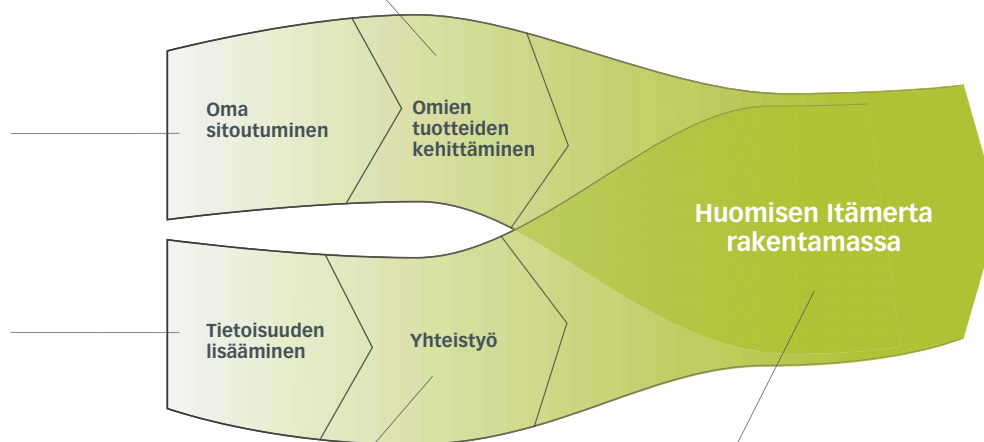 Oma
sitoutuminen
Omien
tuotteiden
kehittäminen
Huomisen Itämerta
rakentamassa
Tietoisuuden
lisääminen
Yhteistyö